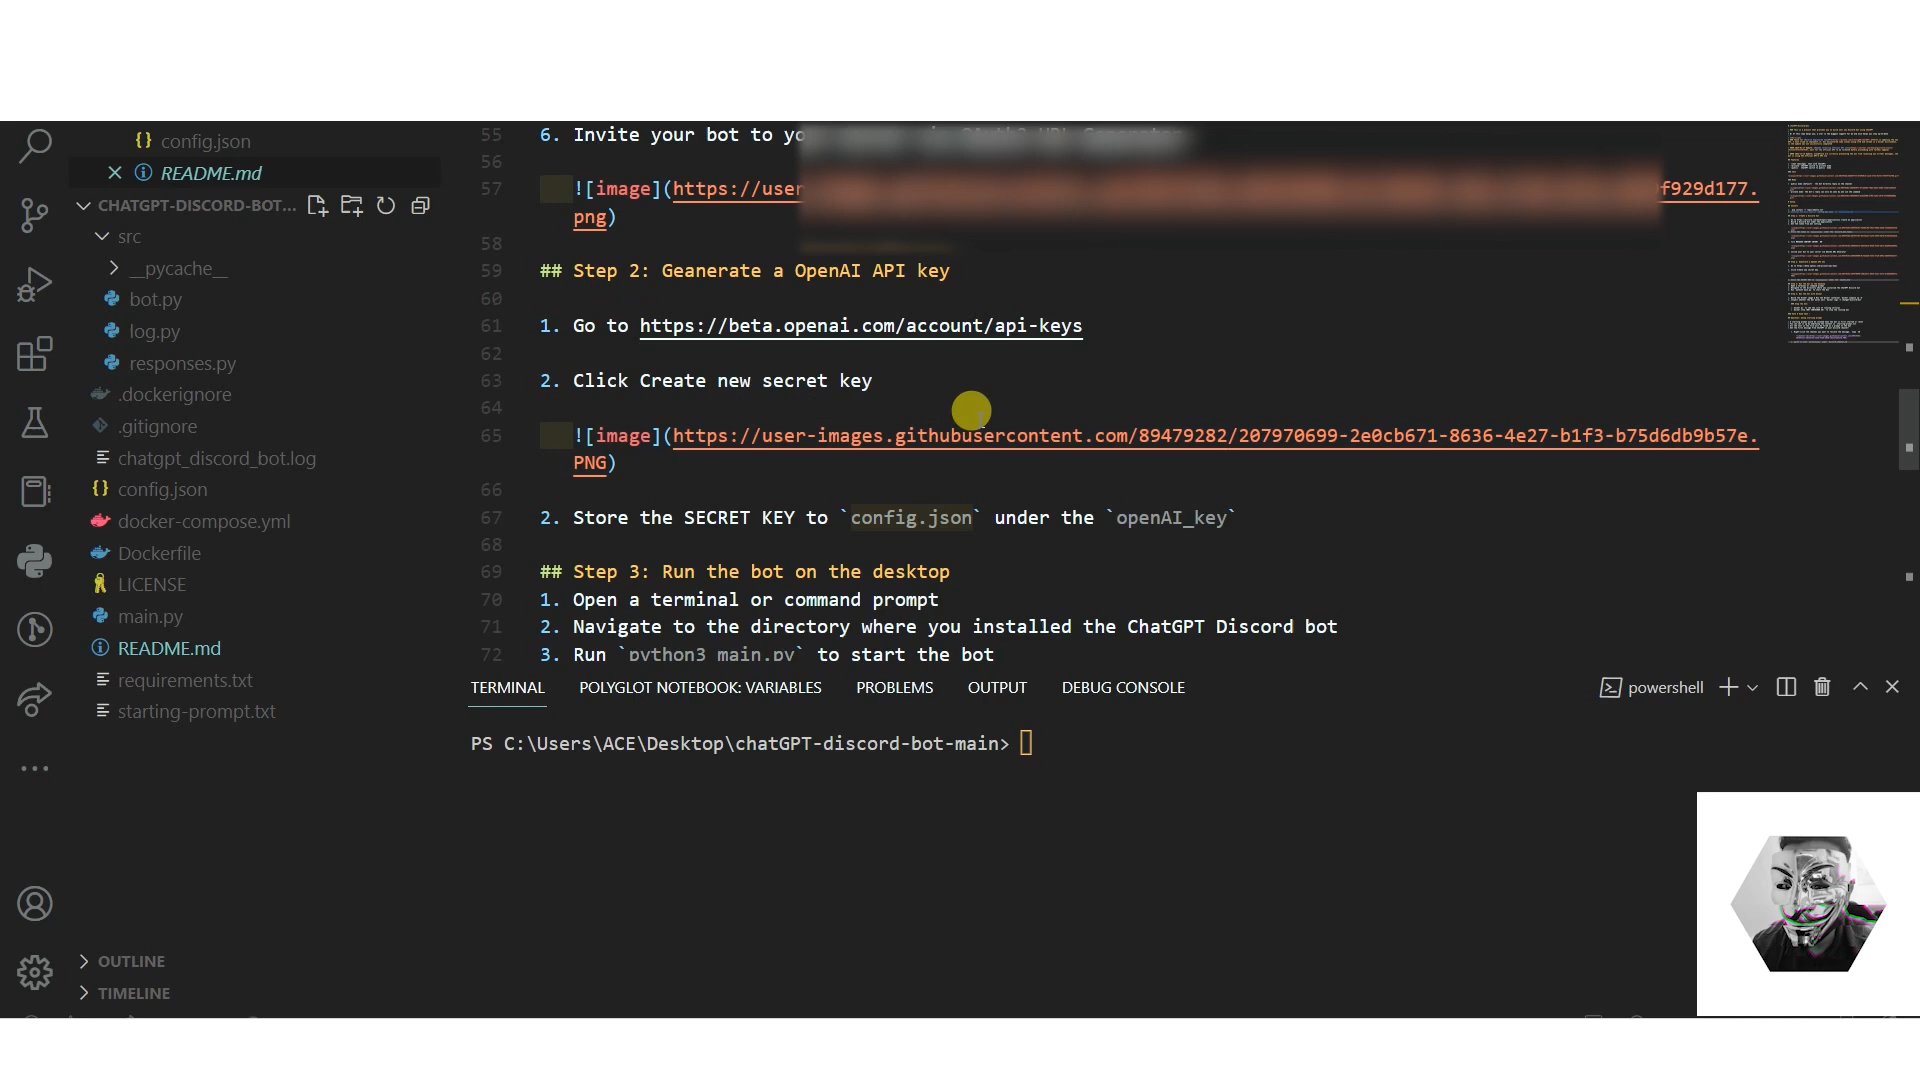 config.json
README.md
CHATGPT-DISCORD-BOT...
src
__pycache__
bot.py
log.py
responses.py
.dockerignore
.gitignore
chatgpt_discord_bot.log
config.json
docker-compose.yml
Dockerfile
LICENSE
main.py
README.md
requirements.txt
starting-prompt.txt
OUTLINE
TIMELINE
55 6. Invite your bot to yo
56
57 ![image](https://user f929d177.
png)
58
59 ## Step 2: Geanerate a OpenAI API key
60
61 1. Go to https://beta.openai.com/account/api-keys
62
63 2. Click Create new secret key
64
65 ![image](https://user-images.githubusercontent.com/89479282/207970699-2e0cb671-8636-4e27-b1f3-b75d6db9b57e.
PNG)
66
67 2. Store the SECRET KEY to `config.json` under the `openAI_key`
68
69 ## Step 3: Run the bot on the desktop
70 1. Open a terminal or command prompt
71 2. Navigate to the directory where you installed the ChatGPT Discord bot
72 3. Run `python3 main.py` to start the bot
TERMINAL POLYGLOT NOTEBOOK: VARIABLES PROBLEMS OUTPUT DEBUG CONSOLE powershell
PS C:\Users\ACE\Desktop\chatGPT-discord-bot-main>